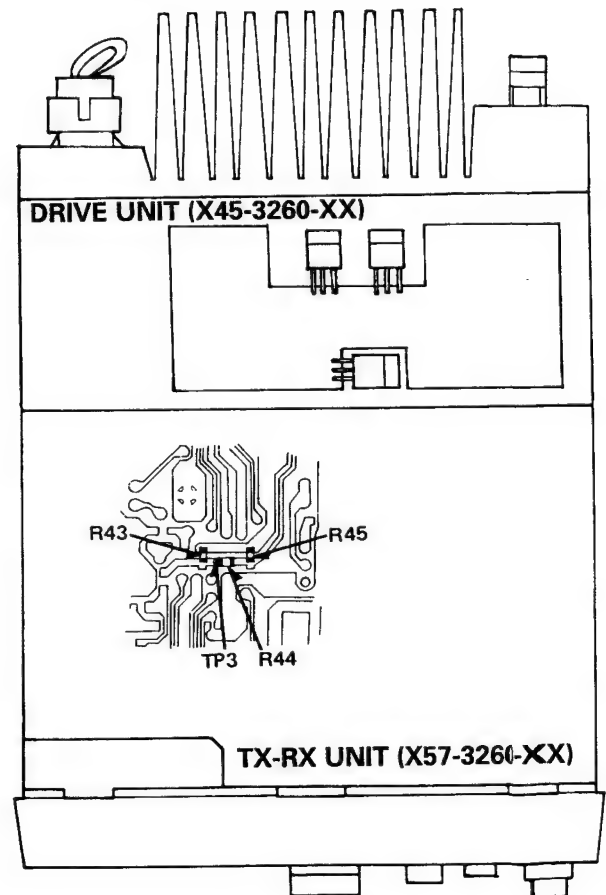 DRIVE UNIT (X45-3260-XX)
R43
R45
TP3 R44
TX-RX UNIT (X57-3260-XX)